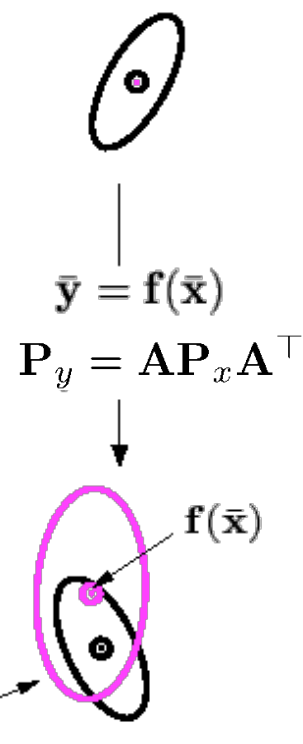 ȳ = f(x̄)
P_y = AP_xA^⊤
f(x̄)